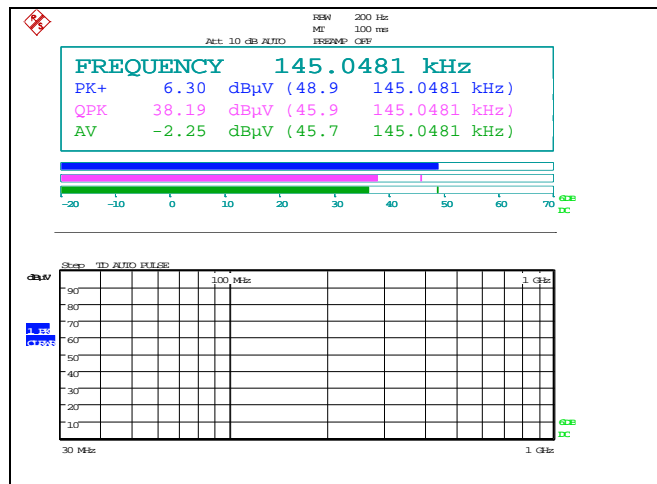 R S
RBW 200 Hz
MT 100 ms
Att 10 dB AUTO PREAMP OFF
FREQUENCY 145.0481 kHz
PK+ 6.30 dBµV (48.9 145.0481 kHz)
QPK 38.19 dBµV (45.9 145.0481 kHz)
AV -2.25 dBµV (45.7 145.0481 kHz)
-20 -10 0 10 20 30 40 50 60 70
6DB
DC
Step TD AUTO PULSE
dBµV
100 MHz 1 GHz
90
80
70
1 PK
CLRWR
60
50
40
30
20
10
6DB
DC
30 MHz 1 GHz